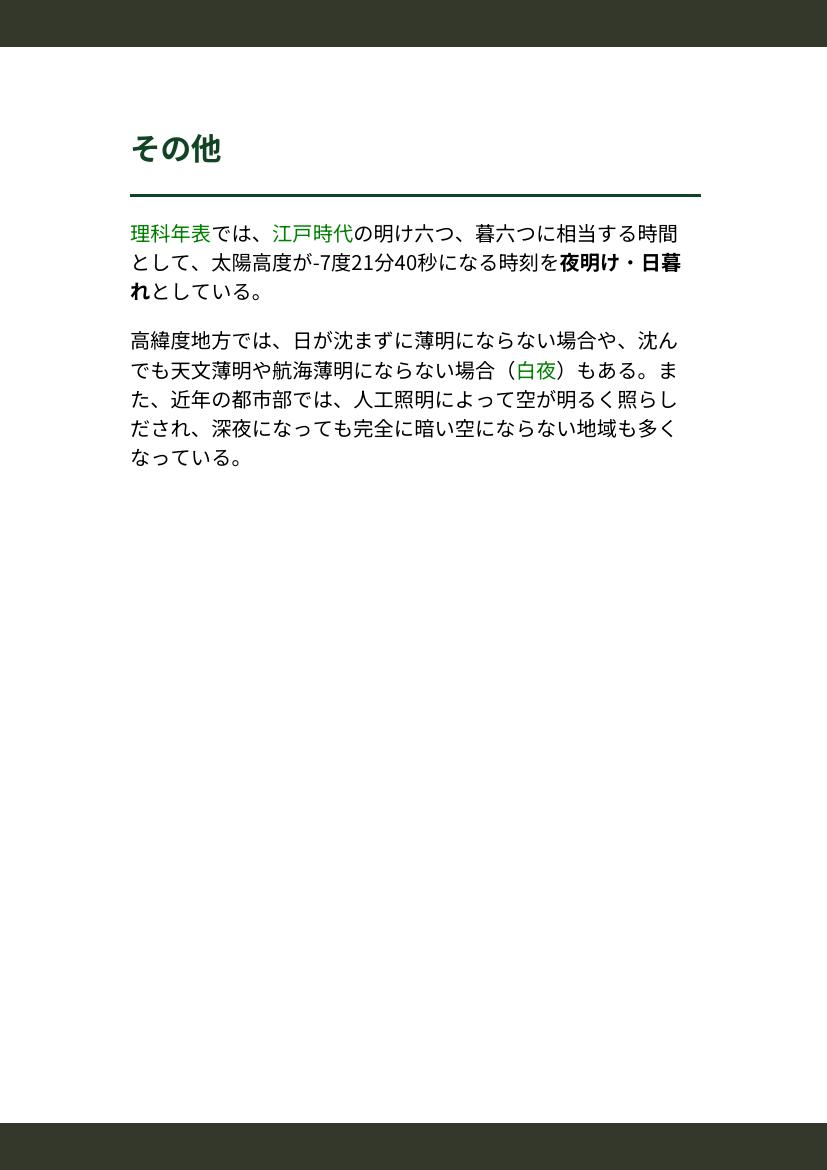 その他
理科年表では、江戸時代の明け六つ、暮六つに相当する時間
として、太陽高度が-7度21分40秒になる時刻を夜明け・日暮
れとしている。
高緯度地方では、日が沈まずに薄明にならない場合や、沈ん
でも天文薄明や航海薄明にならない場合（白夜）もある。ま
た、近年の都市部では、人工照明によって空が明るく照らし
だされ、深夜になっても完全に暗い空にならない地域も多く
なっている。